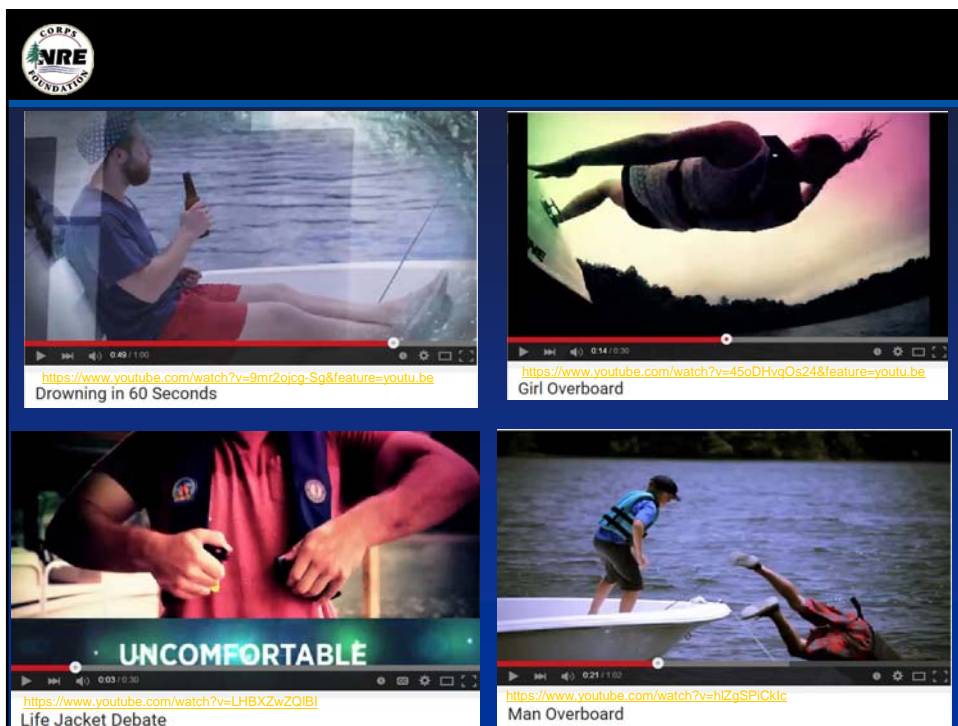 CORPS
NRE
FOUNDATION
0:49 / 1:00
https://www.youtube.com/watch?v=9mr2ojcg-Sg&feature=youtu.be
Drowning in 60 Seconds
0:14 / 0:30
https://www.youtube.com/watch?v=45oDHvqOs24&feature=youtu.be
Girl Overboard
UNCOMFORTABLE
0:03 / 0:30
https://www.youtube.com/watch?v=LHBXZwZQlBI
Life Jacket Debate
0:21 / 1:02
https://www.youtube.com/watch?v=hlZgSPiCkIc
Man Overboard